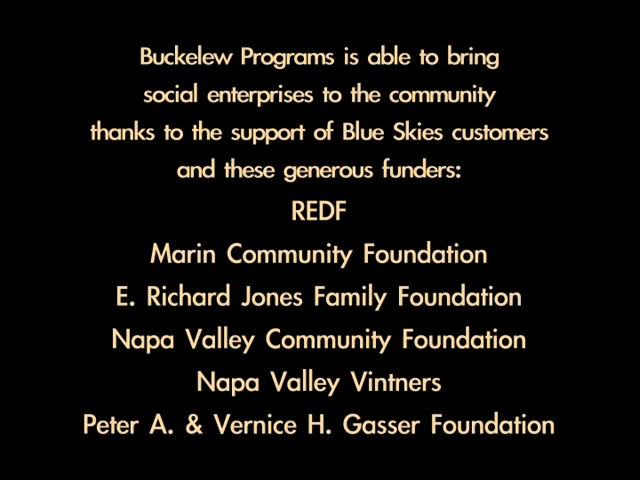 Buckelew Programs is able to bring
social enterprises to the community
thanks to the support of Blue Skies customers
and these generous funders:
REDF
Marin Community Foundation
E. Richard Jones Family Foundation
Napa Valley Community Foundation
Napa Valley Vintners
Peter A. & Vernice H. Gasser Foundation